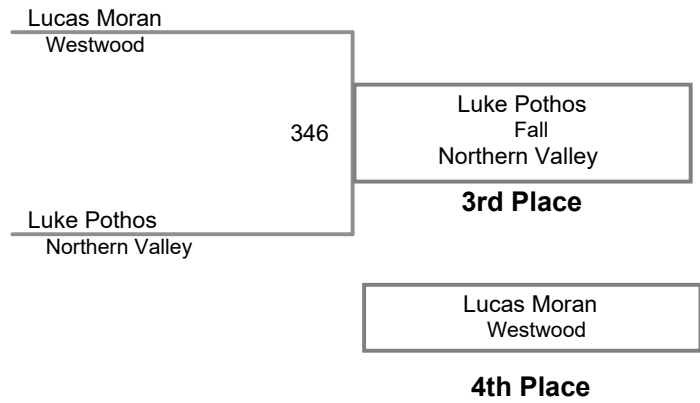 Lucas Moran
Westwood
346
Luke Pothos
Fall
Northern Valley
3rd Place
Luke Pothos
Northern Valley
Lucas Moran
Westwood
4th Place